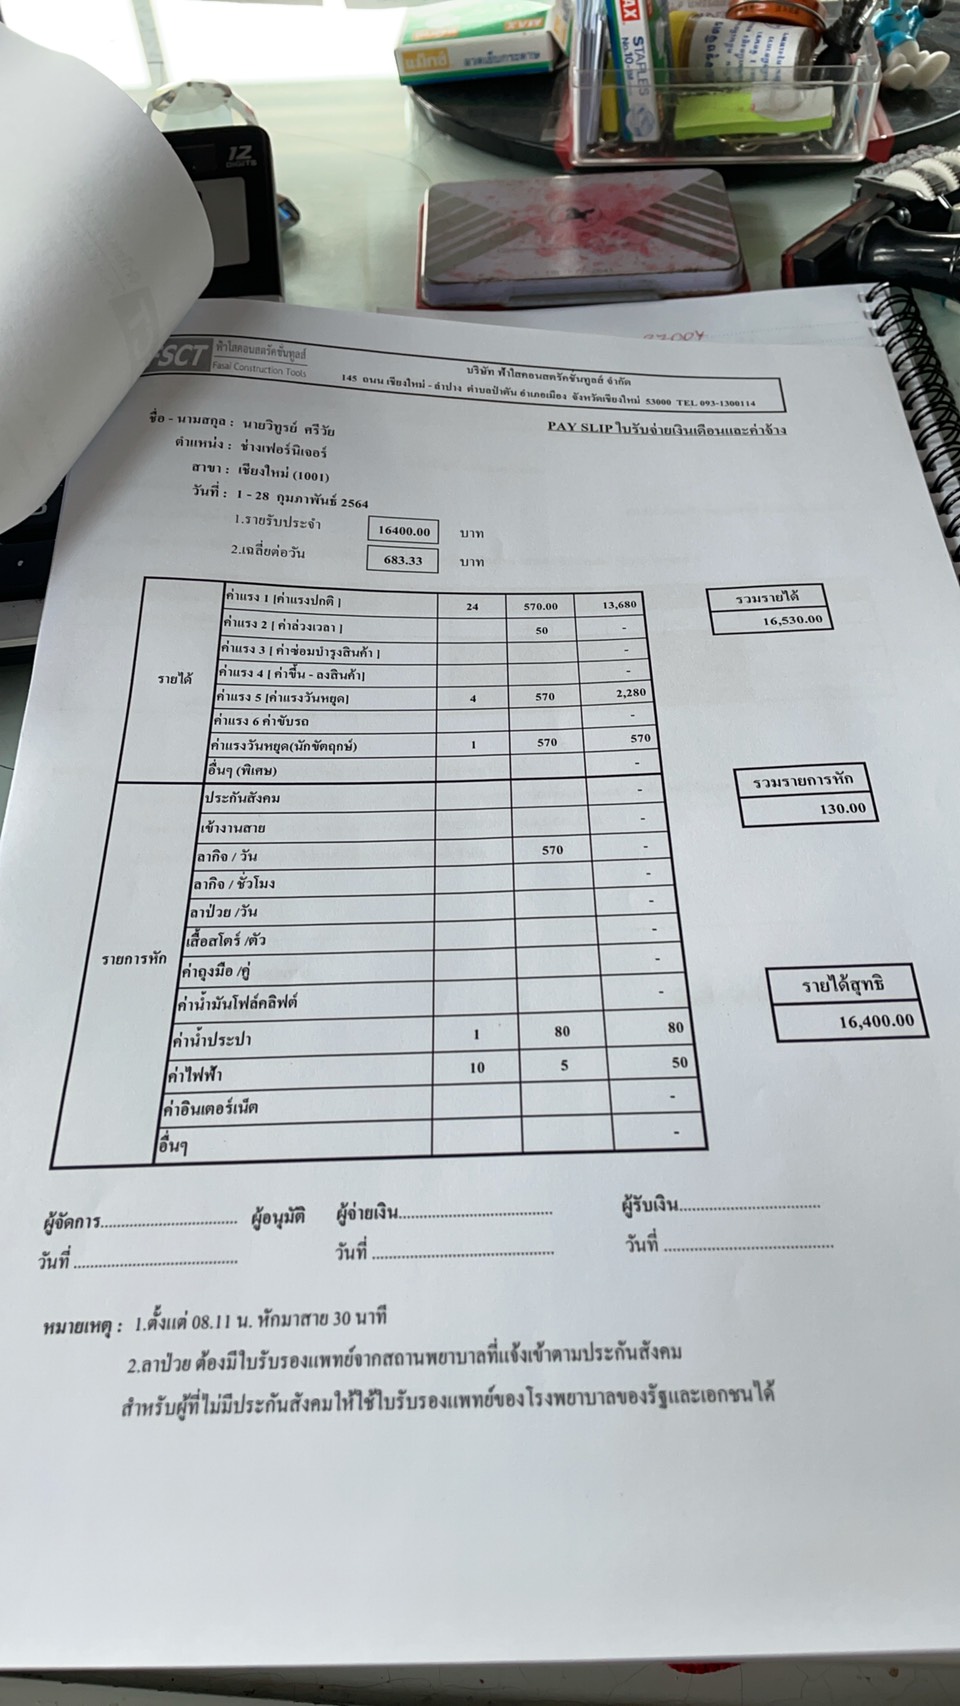 12
DIGITS
MAX
แม็กซ์
ลวดเย็บกระดาษ
MAX
STAPLES
No.10
SCT ฟ้าใสคอนสตรัคชั่นทูลส์
Fasai Construction Tools
บริษัท ฟ้าใสคอนสตรัคชั่นทูลส์ จำกัด
145 ถนน เชียงใหม่ - ลำปาง ตำบลป่าตัน อำเภอเมือง จังหวัดเชียงใหม่ 53000 TEL 093-1300114
PAY SLIP ใบรับจ่ายเงินเดือนและค่าจ้าง
ชื่อ - นามสกุล : นายวิทูรย์ ศรีวัย
ตำแหน่ง : ช่างเฟอร์นิเจอร์
สาขา : เชียงใหม่ (1001)
วันที่ : 1 - 28 กุมภาพันธ์ 2564
1.รายรับประจำ 16400.00 บาท
2.เฉลี่ยต่อวัน 683.33 บาท
รายได้
ค่าแรง 1 [ค่าแรงปกติ ] 24 570.00 13,680
ค่าแรง 2 [ ค่าล่วงเวลา ] 50 -
ค่าแรง 3 [ ค่าซ่อมบำรุงสินค้า ] -
ค่าแรง 4 [ ค่าขึ้น - ลงสินค้า] -
ค่าแรง 5 [ค่าแรงวันหยุด] 4 570 2,280
ค่าแรง 6 ค่าขับรถ -
ค่าแรงวันหยุด(นักขัตฤกษ์) 1 570 570
อื่นๆ (พิเศษ) -
รวมรายได้
16,530.00
รายการหัก
ประกันสังคม -
เข้างานสาย -
ลากิจ / วัน 570 -
ลากิจ / ชั่วโมง -
ลาป่วย /วัน -
เสื้อสโตร์ /ตัว -
ค่าถุงมือ /คู่ -
ค่าน้ำมันโฟล์คลิฟต์ -
ค่าน้ำประปา 1 80 80
ค่าไฟฟ้า 10 5 50
ค่าอินเตอร์เน็ต -
อื่นๆ -
รวมรายการหัก
130.00
รายได้สุทธิ
16,400.00
ผู้จัดการ.................................. ผู้อนุมัติ ผู้จ่ายเงิน...................................... ผู้รับเงิน..................................
วันที่ ........................................ วันที่ ............................................ วันที่ .........................................
หมายเหตุ : 1.ตั้งแต่ 08.11 น. หักมาสาย 30 นาที
2.ลาป่วย ต้องมีใบรับรองแพทย์จากสถานพยาบาลที่แจ้งเข้าตามประกันสังคม
สำหรับผู้ที่ไม่มีประกันสังคมให้ใช้ใบรับรองแพทย์ของโรงพยาบาลของรัฐและเอกชนได้